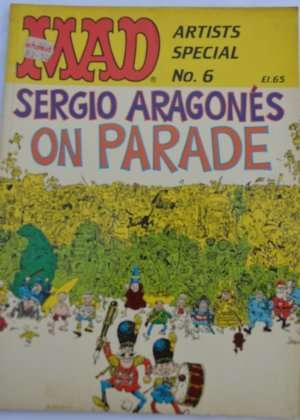 MAD
ARTISTS
SPECIAL
No. 6
£1.65
SERGIO ARAGONÉS
ON PARADE